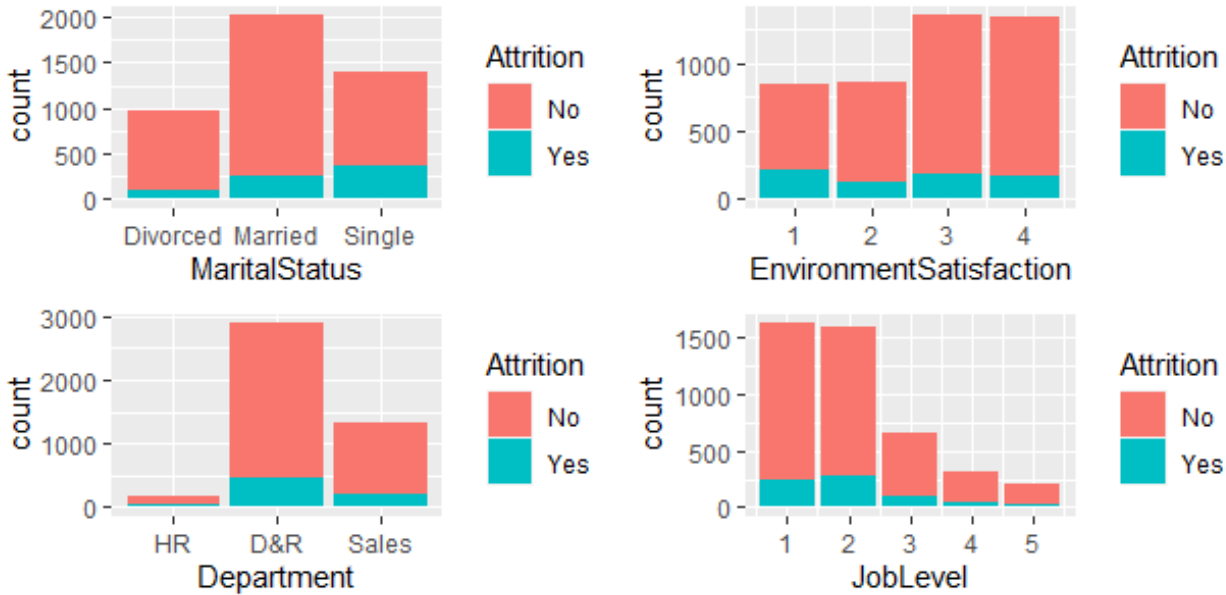 2000
1500
1000
500
0
count
Divorced Married Single
MaritalStatus
Attrition
No
Yes
1000
500
0
count
1 2 3 4
EnvironmentSatisfaction
Attrition
No
Yes
3000
2000
1000
0
count
HR D&R Sales
Department
Attrition
No
Yes
1500
1000
500
0
count
1 2 3 4 5
JobLevel
Attrition
No
Yes